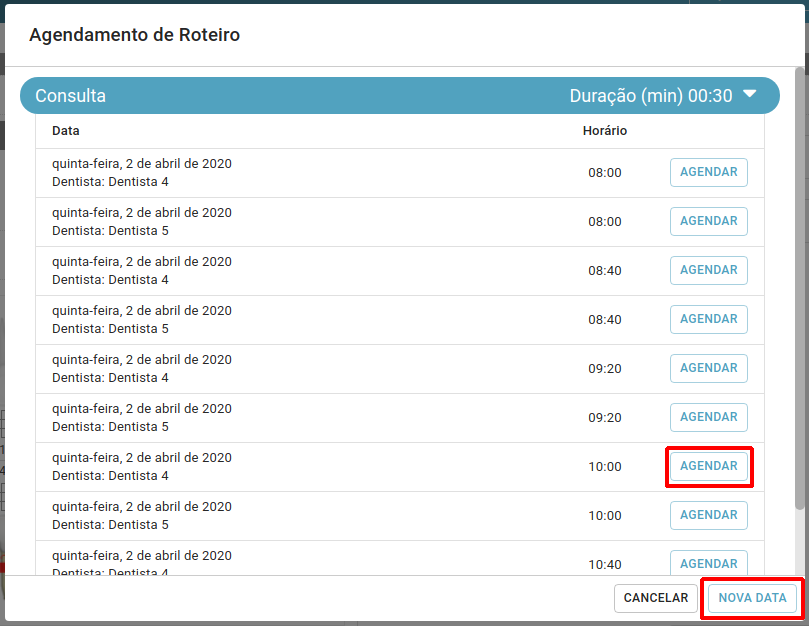 Agendamento de Roteiro
Consulta Duração (min) 00:30
Data Horário
quinta-feira, 2 de abril de 2020
Dentista: Dentista 4
08:00 AGENDAR
quinta-feira, 2 de abril de 2020
Dentista: Dentista 5
08:00 AGENDAR
quinta-feira, 2 de abril de 2020
Dentista: Dentista 4
08:40 AGENDAR
quinta-feira, 2 de abril de 2020
Dentista: Dentista 5
08:40 AGENDAR
quinta-feira, 2 de abril de 2020
Dentista: Dentista 4
09:20 AGENDAR
quinta-feira, 2 de abril de 2020
Dentista: Dentista 5
09:20 AGENDAR
quinta-feira, 2 de abril de 2020
Dentista: Dentista 4
10:00 AGENDAR
quinta-feira, 2 de abril de 2020
Dentista: Dentista 5
10:00 AGENDAR
quinta-feira, 2 de abril de 2020
Dentista: Dentista 4
10:40 AGENDAR
CANCELAR NOVA DATA